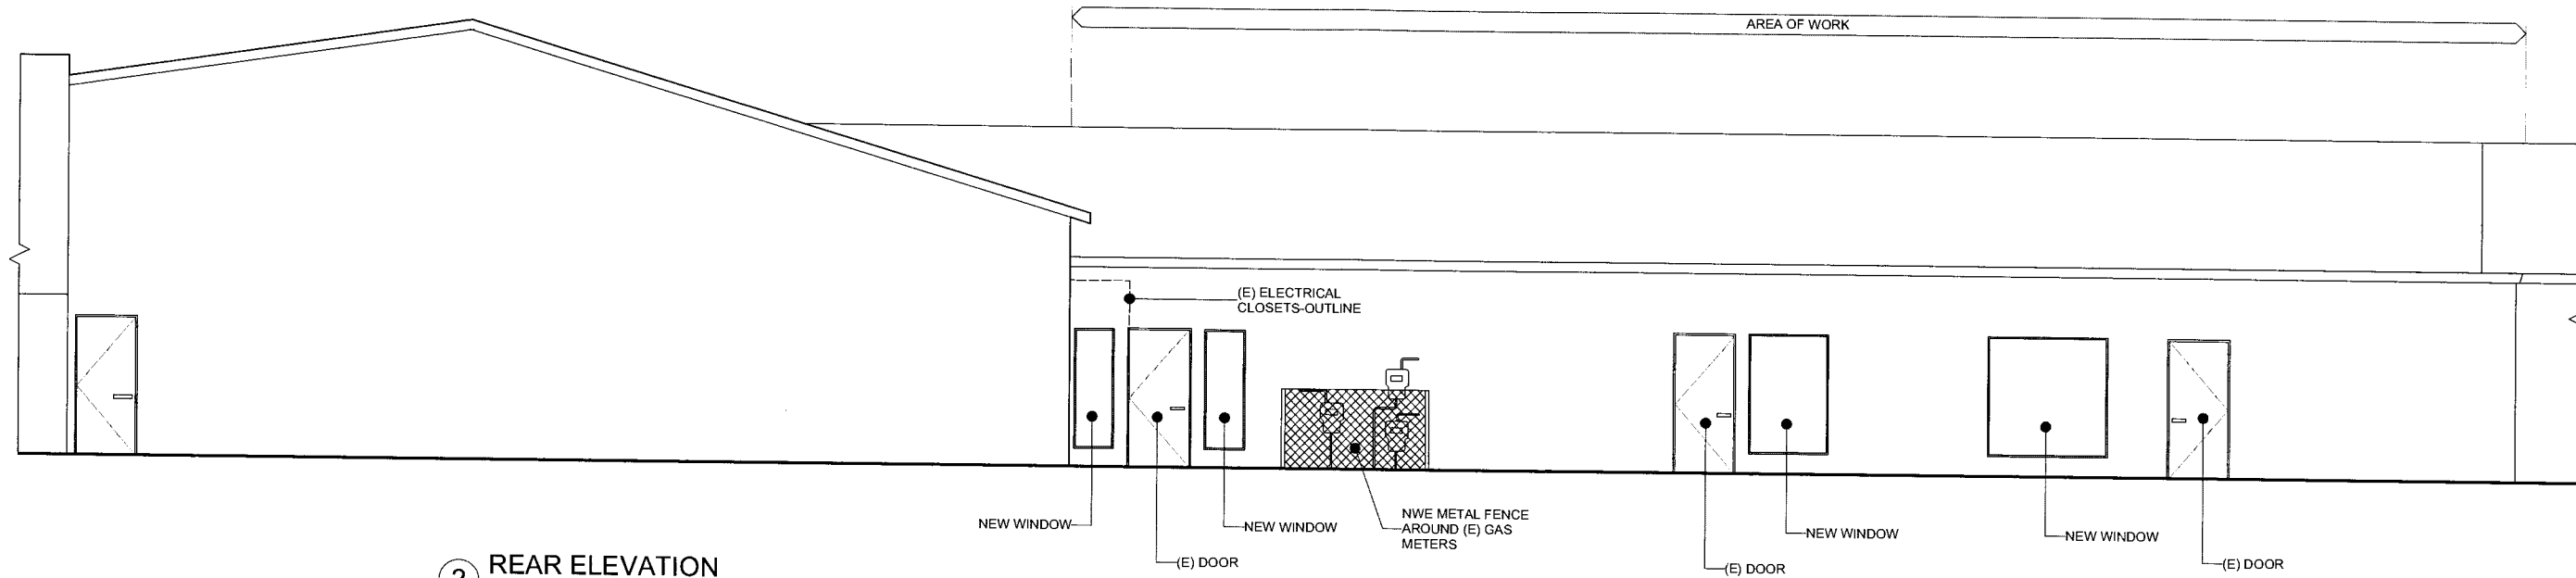 AREA OF WORK
(E) ELECTRICAL
CLOSETS-OUTLINE
NEW WINDOW
(E) DOOR
NEW WINDOW
NWE METAL FENCE
AROUND (E) GAS
METERS
(E) DOOR
NEW WINDOW
NEW WINDOW
(E) DOOR
2
REAR ELEVATION